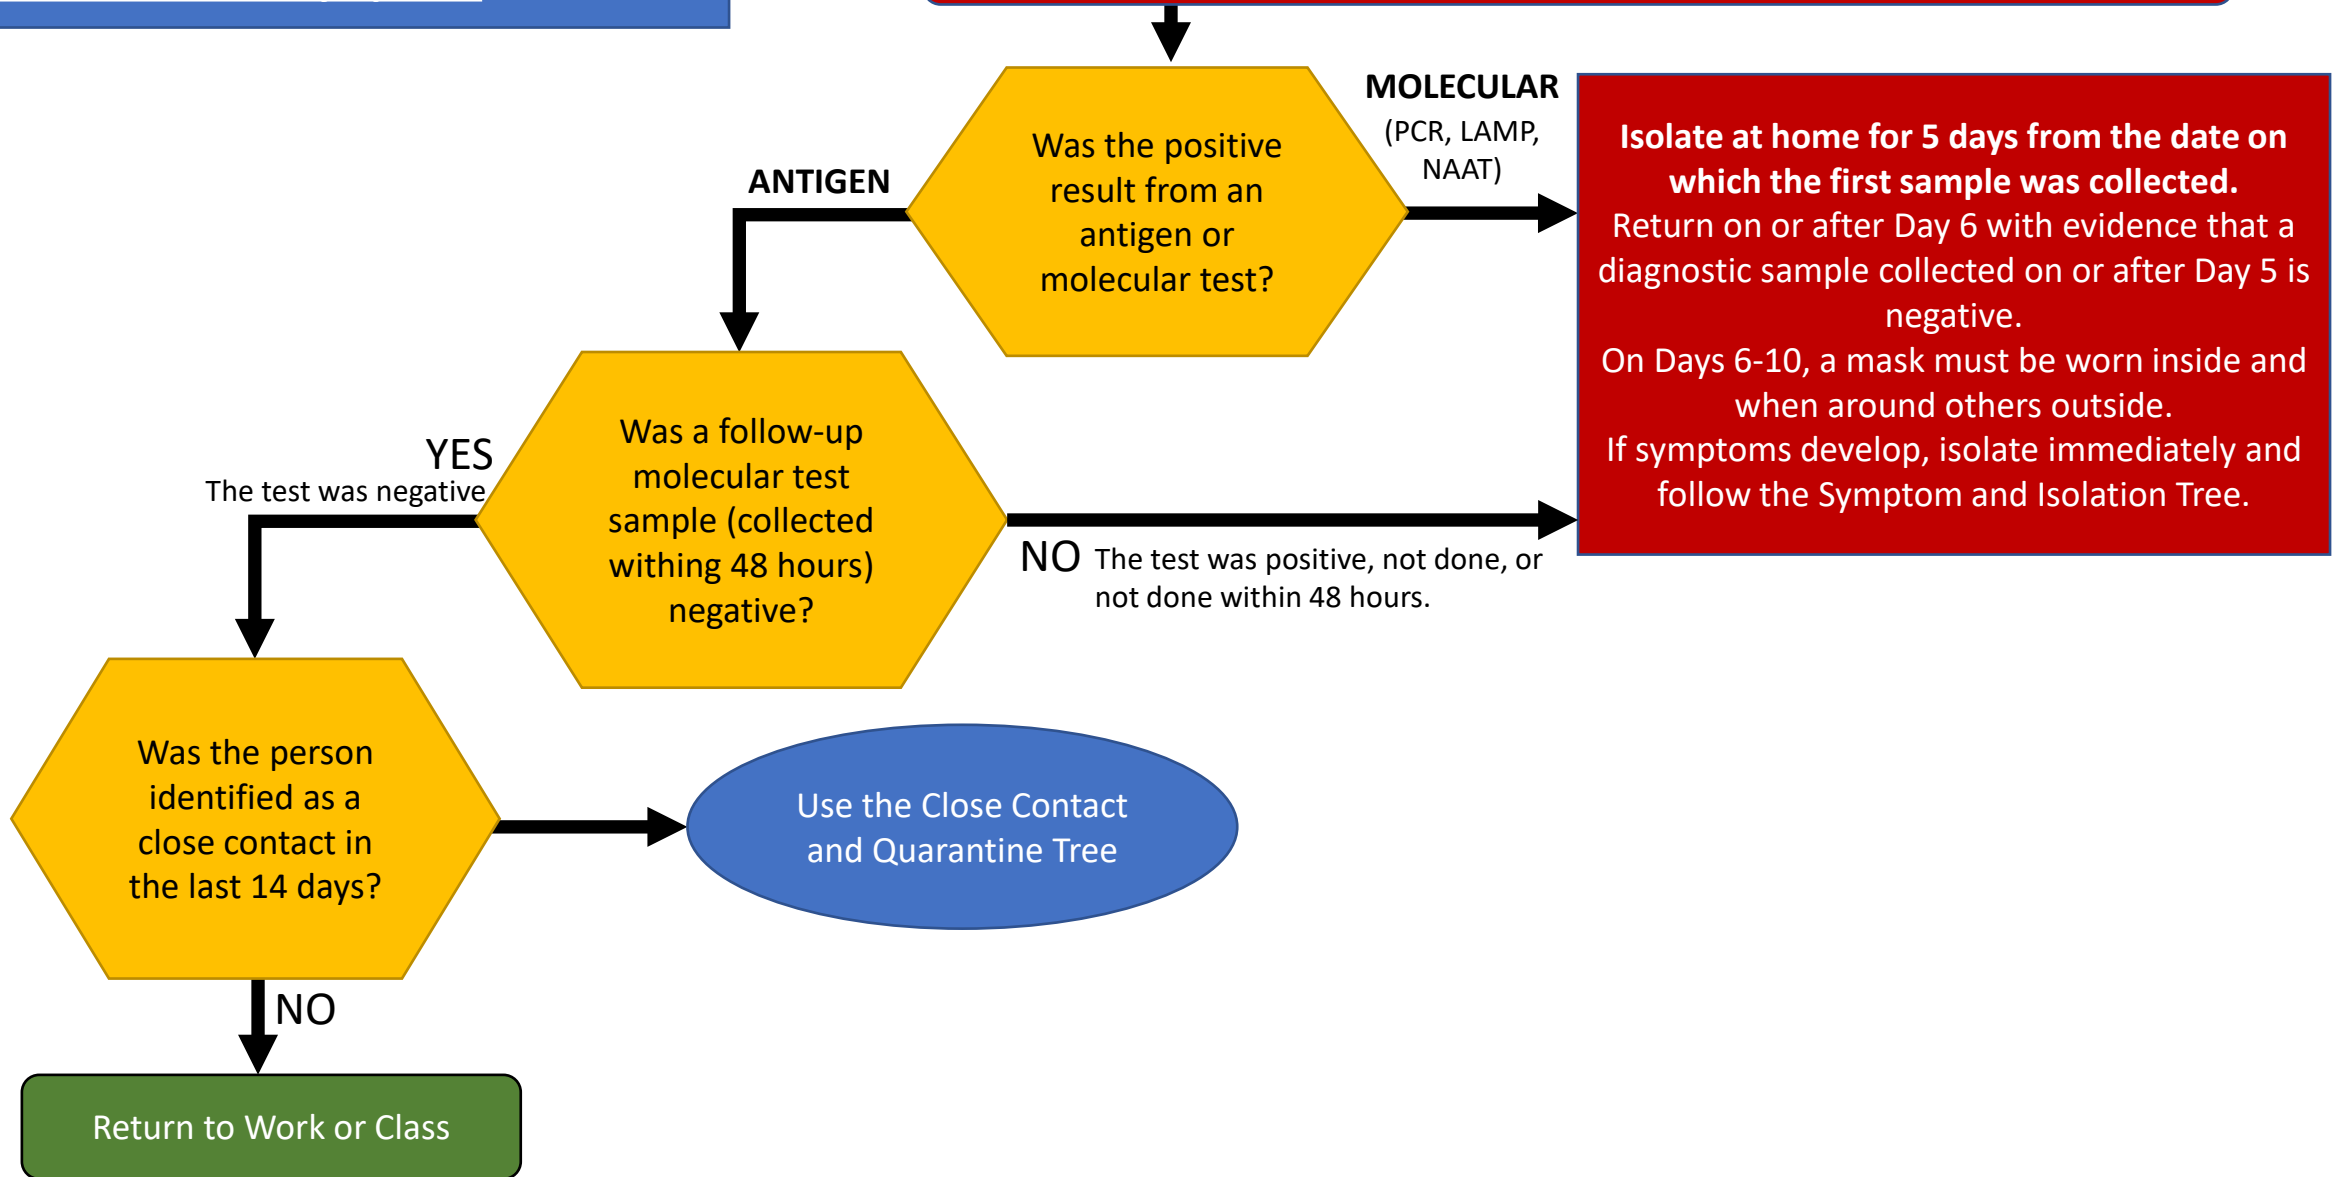 MOLECULAR
(PCR, LAMP,
NAAT)
Was the positive
result from an
antigen or
molecular test?
ANTIGEN
Isolate at home for 5 days from the date on
which the first sample was collected.
Return on or after Day 6 with evidence that a
diagnostic sample collected on or after Day 5 is
negative.
On Days 6-10, a mask must be worn inside and
when around others outside.
If symptoms develop, isolate immediately and
follow the Symptom and Isolation Tree.
Was a follow-up
molecular test
sample (collected
withing 48 hours)
negative?
YES
The test was negative
NO
The test was positive, not done, or
not done within 48 hours.
Was the person
identified as a
close contact in
the last 14 days?
Use the Close Contact
and Quarantine Tree
NO
Return to Work or Class